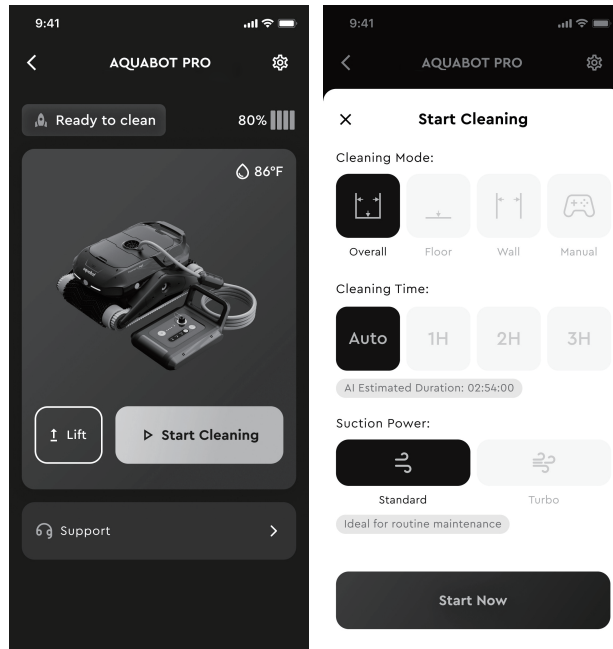 9:41
AQUABOT PRO
Ready to clean
80%
86°F
aquabot
Lift
Start Cleaning
Support
9:41
AQUABOT PRO
Start Cleaning
Cleaning Mode:
Overall Floor Wall Manual
Cleaning Time:
Auto 1H 2H 3H
AI Estimated Duration: 02:54:00
Suction Power:
Standard Turbo
Ideal for routine maintenance
Start Now